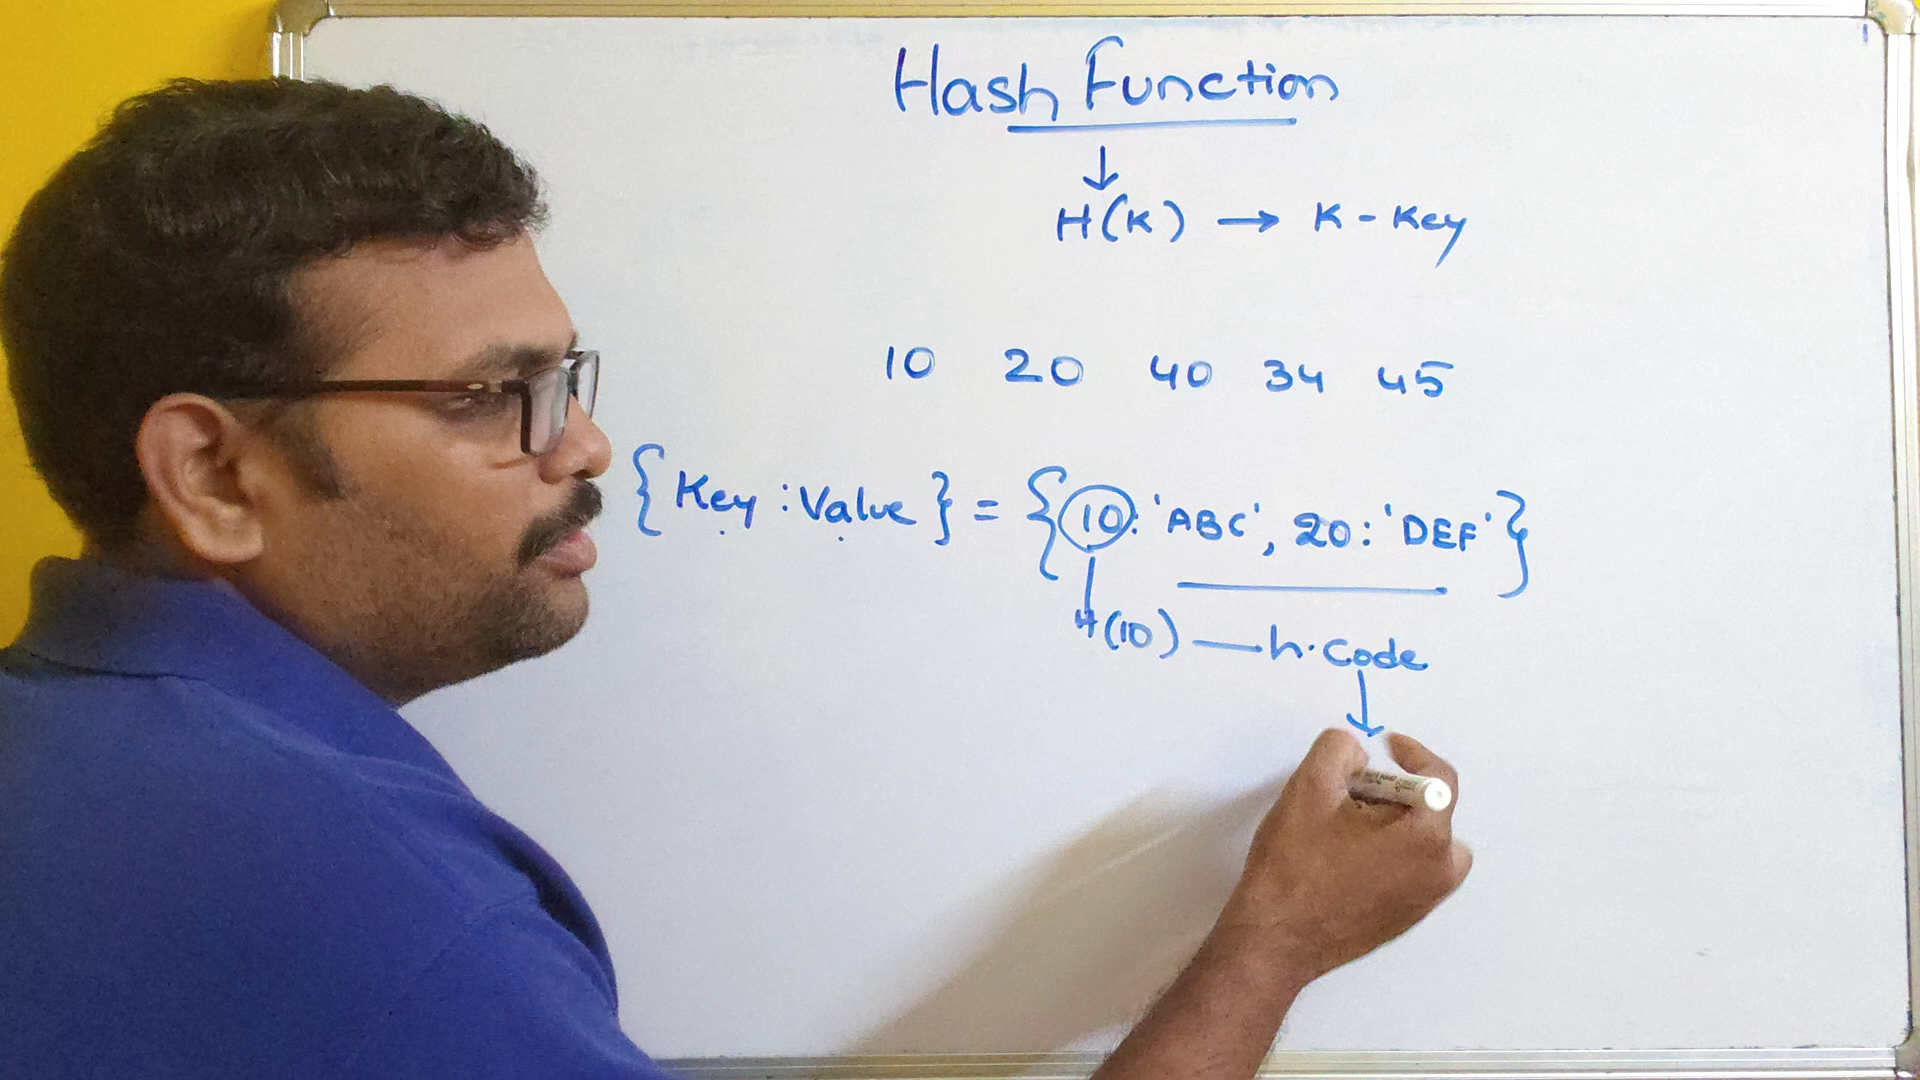 Hash Function
H(K) → K - Key
10 20 40 34 45
{Key : Value} = {10: 'ABC', 20: 'DEF'}
H(10) — h.Code